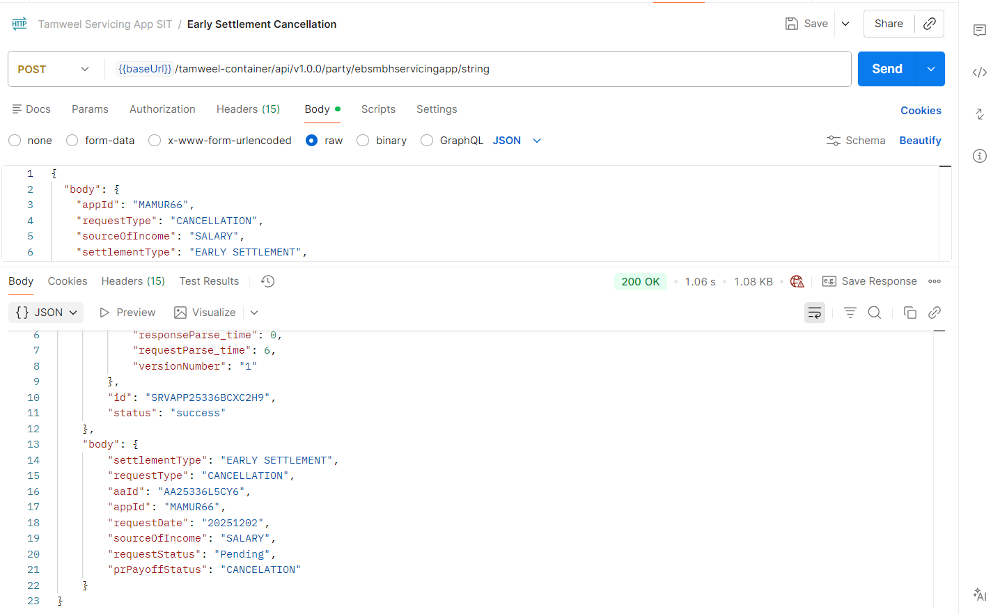 HTTP Tamweel Servicing App SIT / Early Settlement Cancellation Save Share
POST {{baseUrl}}/tamweel-container/api/v1.0.0/party/ebsmbhservicingapp/string Send
Docs Params Authorization Headers (15) Body Scripts Settings Cookies
none form-data x-www-form-urlencoded raw binary GraphQL JSON Schema Beautify
1 {
2 "body": {
3 "appId": "MAMUR66",
4 "requestType": "CANCELLATION",
5 "sourceOfIncome": "SALARY",
6 "settlementType": "EARLY SETTLEMENT",
Body Cookies Headers (15) Test Results 200 OK 1.06 s 1.08 KB e.g. Save Response
{} JSON Preview Visualize
6 "responseParse_time": 0,
7 "requestParse_time": 6,
8 "versionNumber": "1"
9 },
10 "id": "SRVAPP25336BCXC2H9",
11 "status": "success"
12 },
13 "body": {
14 "settlementType": "EARLY SETTLEMENT",
15 "requestType": "CANCELLATION",
16 "aaId": "AA25336L5CY6",
17 "appId": "MAMUR66",
18 "requestDate": "20251202",
19 "sourceOfIncome": "SALARY",
20 "requestStatus": "Pending",
21 "prPayoffStatus": "CANCELATION"
22 }
23 }
AI